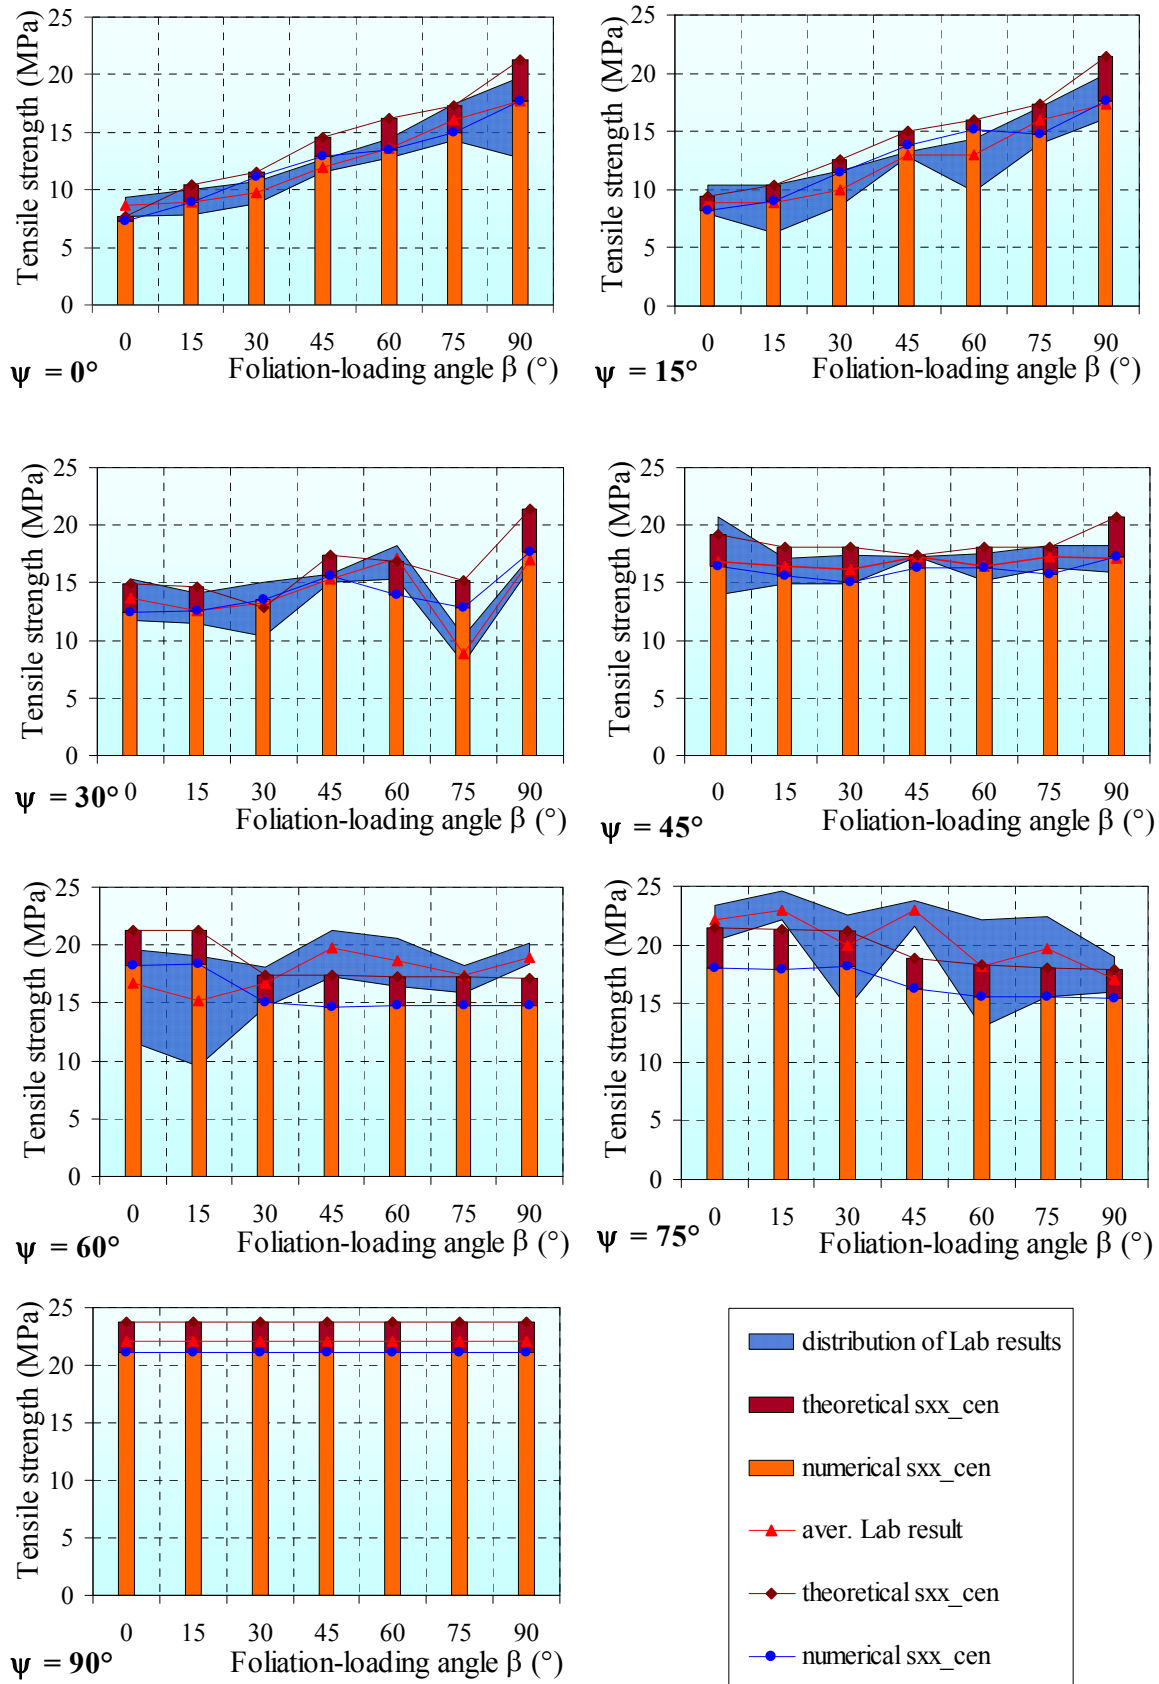 Tensile strength (MPa)
25
20
15
10
5
0
0 15 30 45 60 75 90
ψ = 0°
Foliation-loading angle β (°)
Tensile strength (MPa)
25
20
15
10
5
0
0 15 30 45 60 75 90
ψ = 15°
Foliation-loading angle β (°)
Tensile strength (MPa)
25
20
15
10
5
0
0 15 30 45 60 75 90
ψ = 30°
Foliation-loading angle β (°)
Tensile strength (MPa)
25
20
15
10
5
0
0 15 30 45 60 75 90
ψ = 45°
Foliation-loading angle β (°)
Tensile strength (MPa)
25
20
15
10
5
0
0 15 30 45 60 75 90
ψ = 60°
Foliation-loading angle β (°)
Tensile strength (MPa)
25
20
15
10
5
0
0 15 30 45 60 75 90
ψ = 75°
Foliation-loading angle β (°)
Tensile strength (MPa)
25
20
15
10
5
0
0 15 30 45 60 75 90
ψ = 90°
Foliation-loading angle β (°)
distribution of Lab results
theoretical sxx_cen
numerical sxx_cen
aver. Lab result
theoretical sxx_cen
numerical sxx_cen